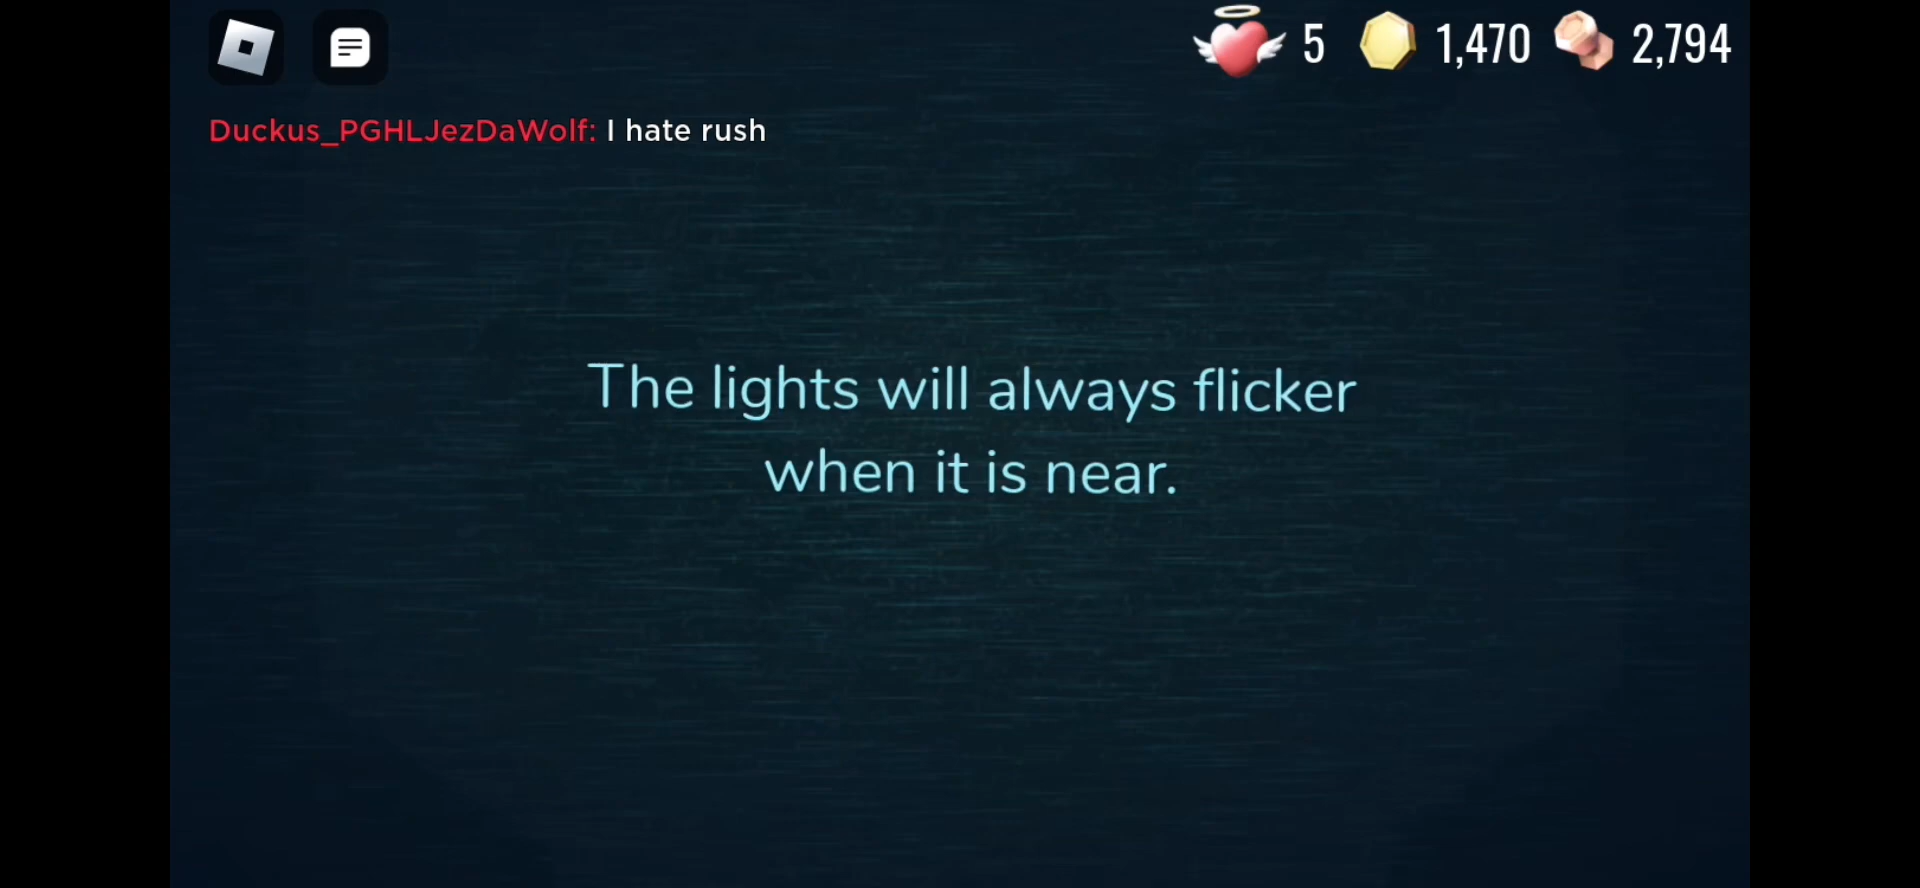 5 1,470 2,794
Duckus_PGHLJezDaWolf: I hate rush
The lights will always flicker
when it is near.